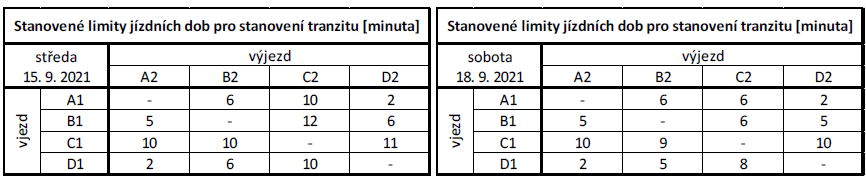 Stanovené limity jízdních dob pro stanovení tranzitu [minuta]
středa 15. 9. 2021 výjezd
A2 B2 C2 D2
vjezd
A1 - 6 10 2
B1 5 - 12 6
C1 10 10 - 11
D1 2 6 10 -
Stanovené limity jízdních dob pro stanovení tranzitu [minuta]
sobota 18. 9. 2021 výjezd
A2 B2 C2 D2
vjezd
A1 - 6 6 2
B1 5 - 6 5
C1 10 9 - 10
D1 2 5 8 -